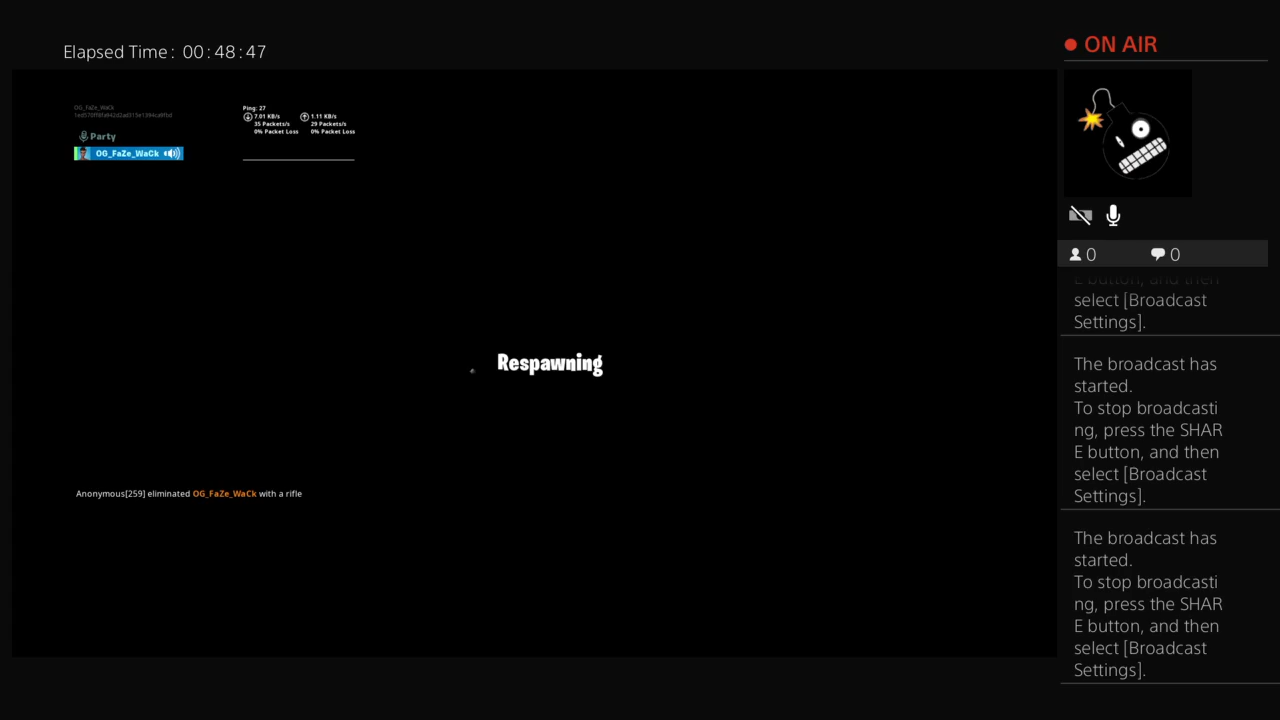 Elapsed Time: 00:48:47
ON AIR
OG_FaZe_WaCk
Ping: 27
7.01 KB/s
1.11 KB/s
35 Packets/s
29 Packets/s
0% Packet Loss
0% Packet Loss
Party
OG_FaZe_WaCk
0
0
E button, and then
select [Broadcast
Settings].
The broadcast has
started.
To stop broadcasti
ng, press the SHAR
E button, and then
select [Broadcast
Settings].
The broadcast has
started.
To stop broadcasti
ng, press the SHAR
E button, and then
select [Broadcast
Settings].
Respawning
Anonymous[259] eliminated OG_FaZe_WaCk with a rifle